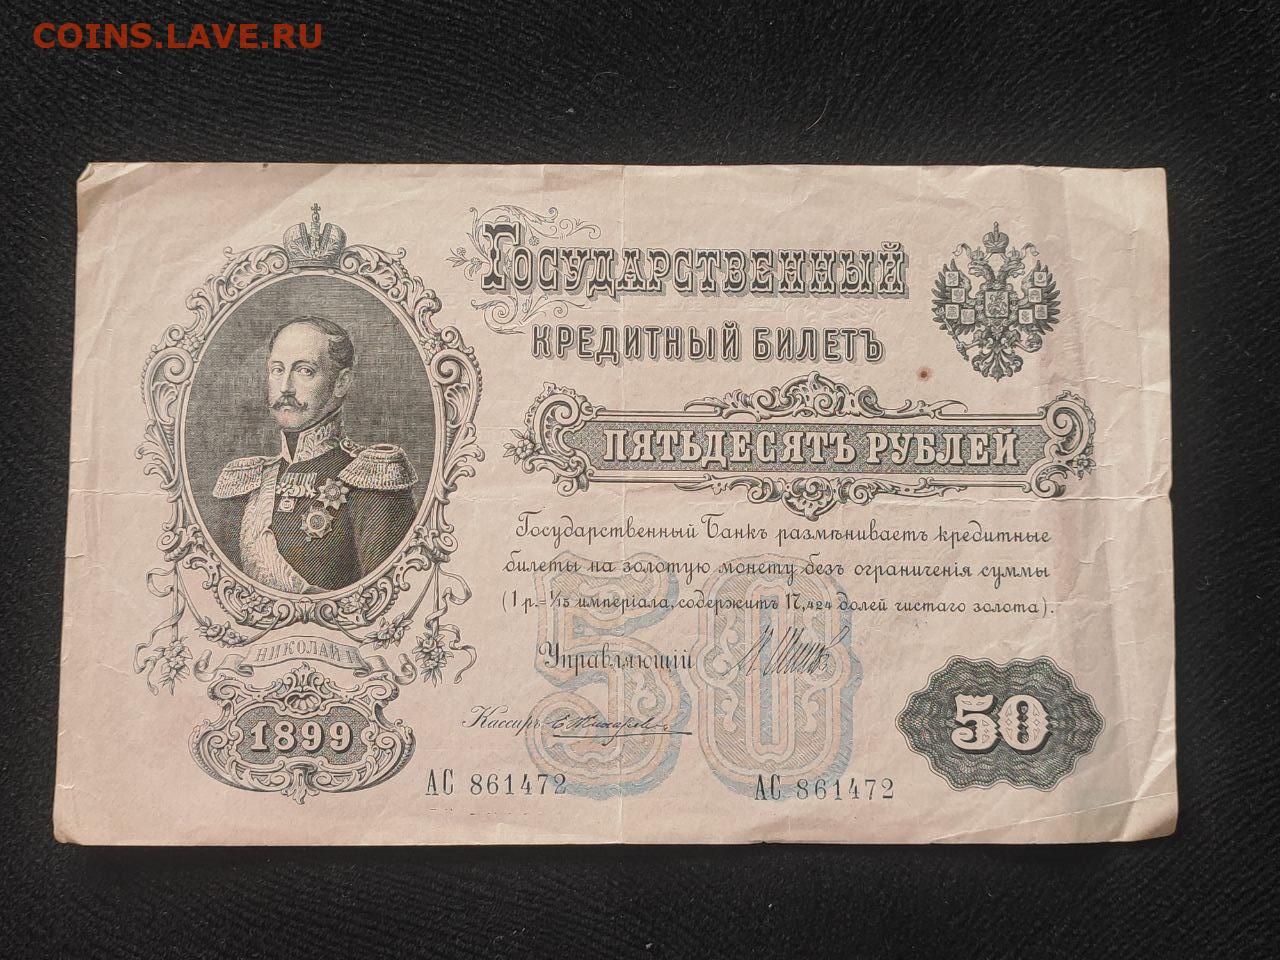 COINS.LAVE.RU
ГОСУДАРСТВЕННЫЙ
КРЕДИТНЫЙ БИЛЕТЪ
ПЯТЬДЕСЯТЪ РУБЛЕЙ
Государственный Банкъ размѣниваетъ кредитные
билеты на золотую монету безъ ограниченія суммы
(1 р.= 1/15 имперіала, содержитъ 17,424 долей чистаго золота).
Управляющій
НИКОЛАЙ I
Кассиръ
1899
50
50
АС 861472
АС 861472